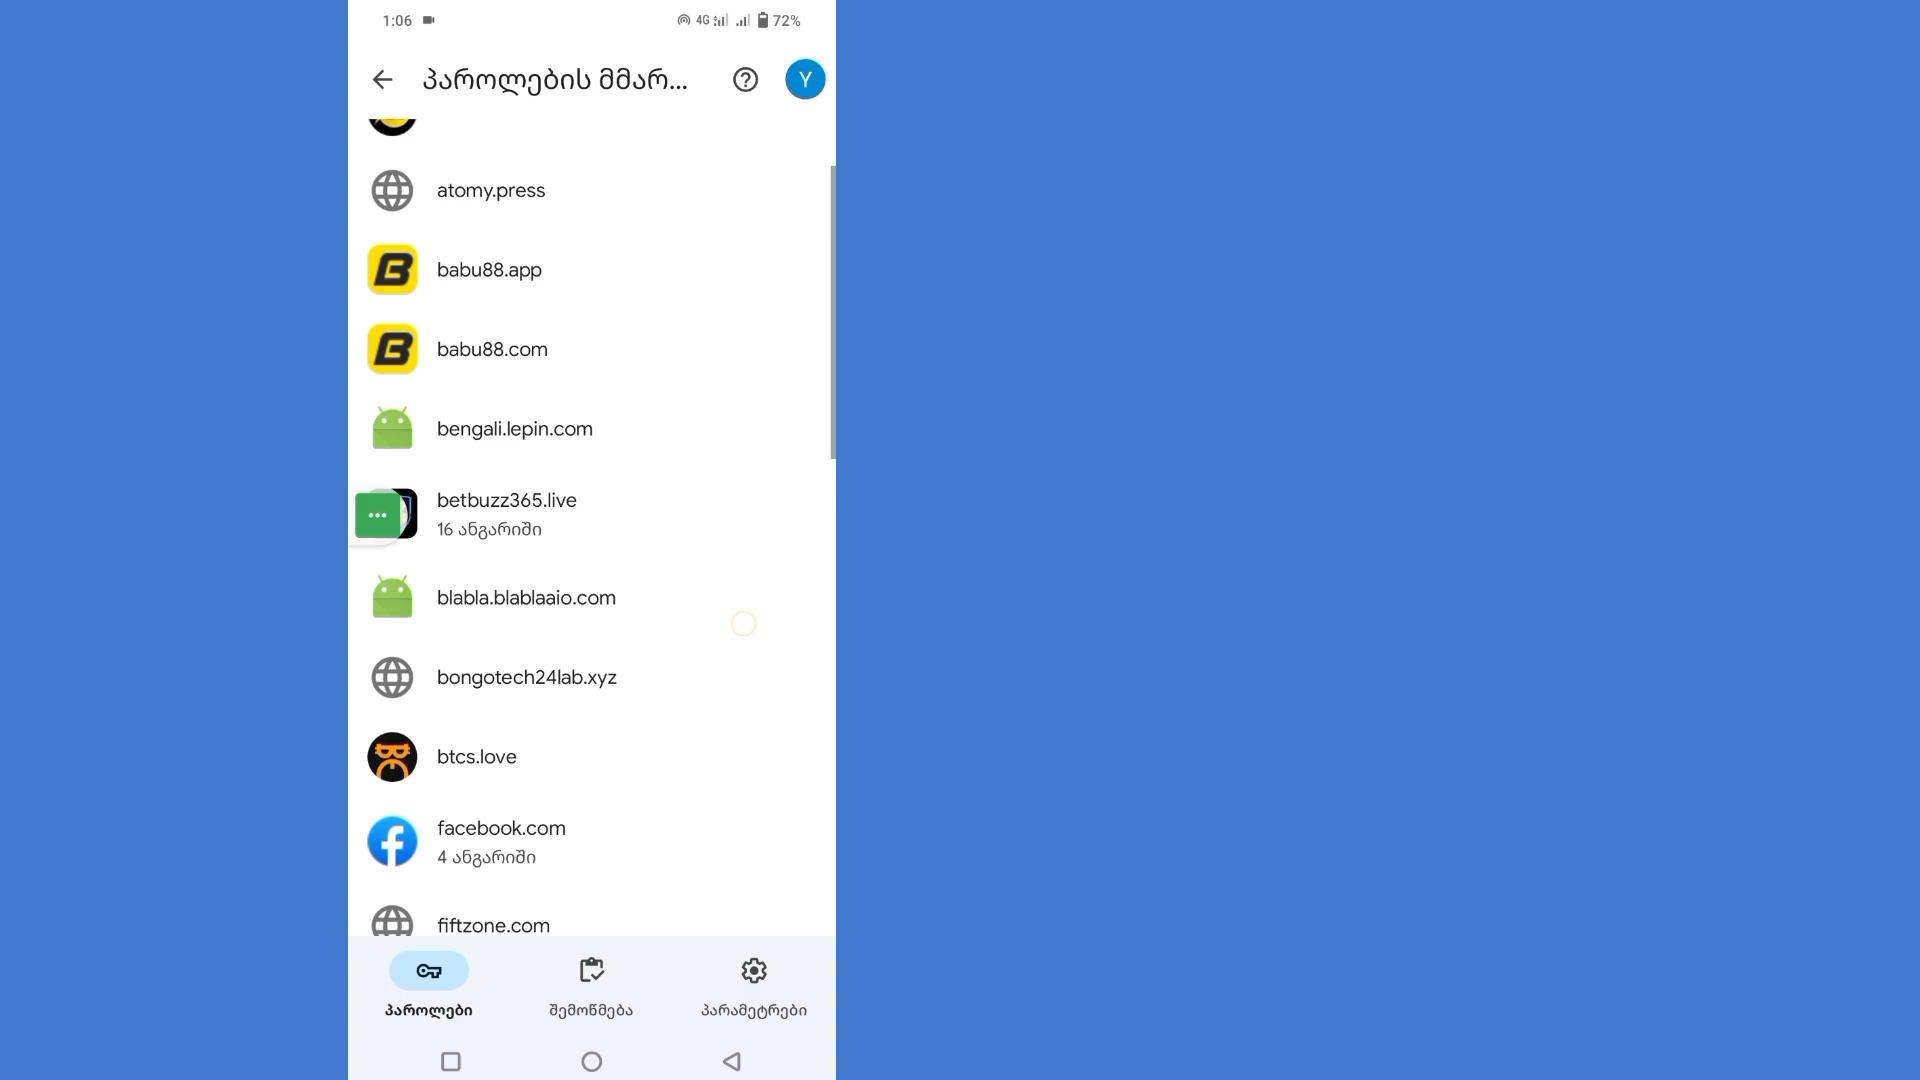 1:06 4G 72%
პაროლების მმარ... Y
atomy.press
babu88.app
babu88.com
bengali.lepin.com
betbuzz365.live
16 ანგარიში
blabla.blablaaio.com
bongotech24lab.xyz
btcs.love
facebook.com
4 ანგარიში
fiftzone.com
პაროლები შემოწმება პარამეტრები